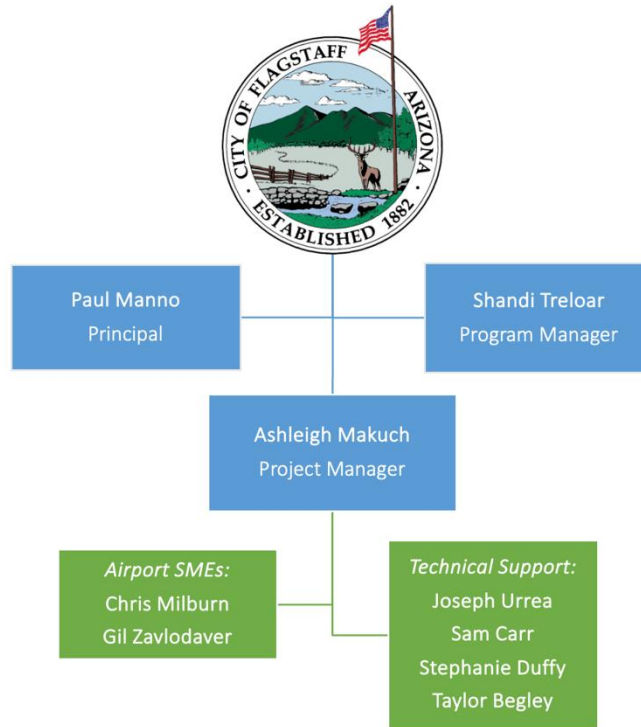 CITY OF FLAGSTAFF ARIZONA
· ESTABLISHED 1882 ·
Paul Manno
Principal
Shandi Treloar
Program Manager
Ashleigh Makuch
Project Manager
Airport SMEs:
Chris Milburn
Gil Zavlodaver
Technical Support:
Joseph Urrea
Sam Carr
Stephanie Duffy
Taylor Begley